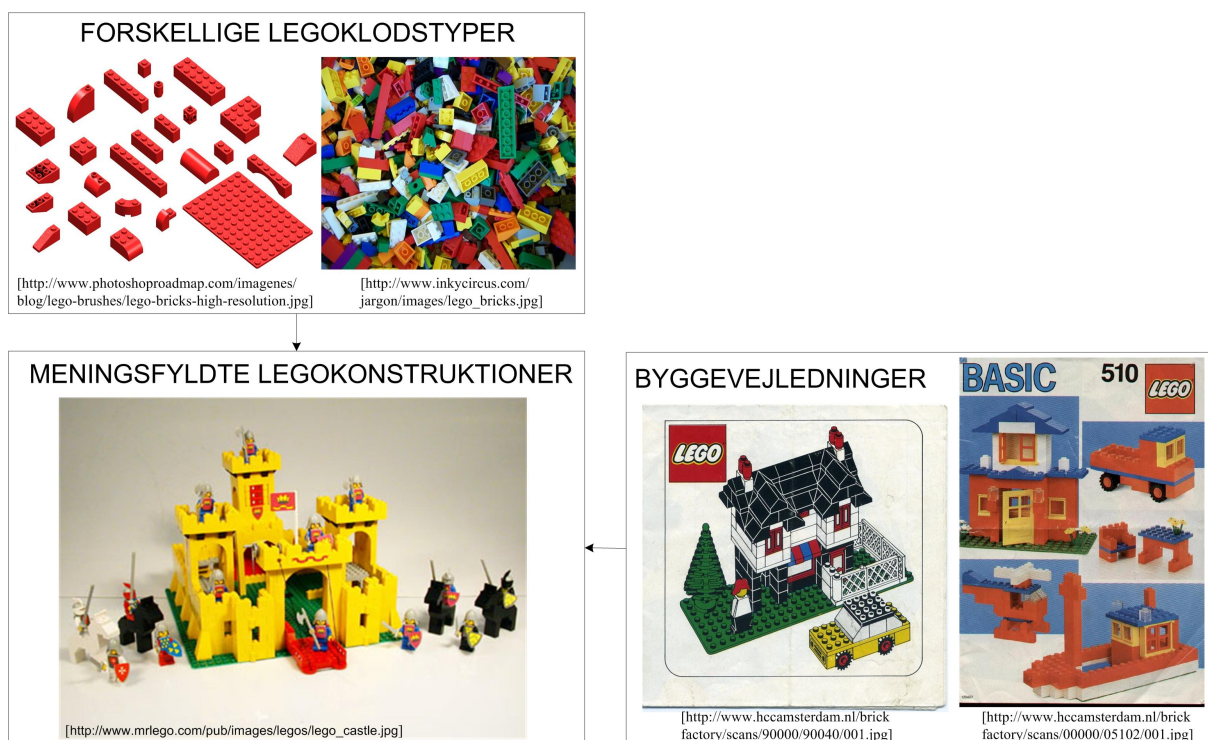 FORSKELLIGE LEGOKLODSTYPER
[http://www.photoshoproadmap.com/imagenes/
blog/lego-brushes/lego-bricks-high-resolution.jpg]
[http://www.inkycircus.com/
jargon/images/lego_bricks.jpg]
MENINGSFYLDTE LEGOKONSTRUKTIONER
[http://www.mrlego.com/pub/images/legos/lego_castle.jpg]
BYGGEVEJLEDNINGER
LEGO
[http://www.hccamsterdam.nl/brick
factory/scans/90000/90040/001.jpg]
BASIC
510
LEGO
[http://www.hccamsterdam.nl/brick
factory/scans/00000/05102/001.jpg]